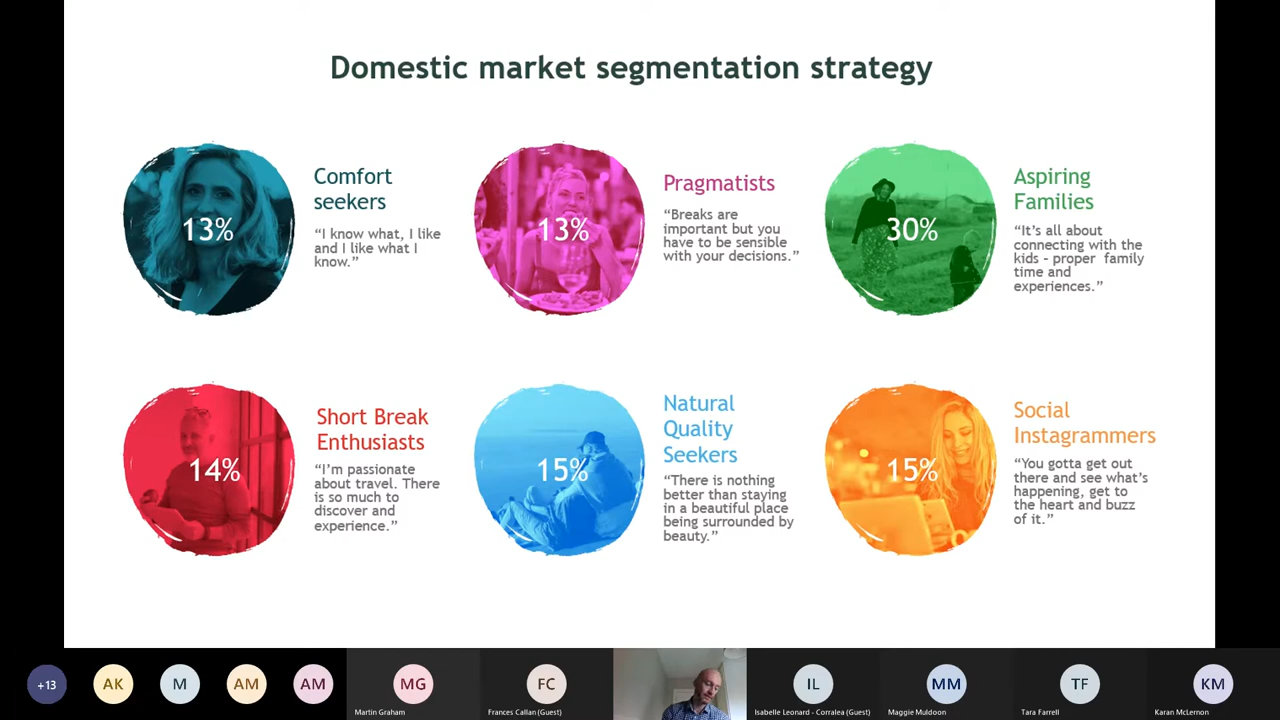 Domestic market segmentation strategy
13%
Comfort
seekers
“I know what, I like
and I like what I
know.”
13%
Pragmatists
“Breaks are
important but you
have to be sensible
with your decisions.”
30%
Aspiring
Families
“It’s all about
connecting with the
kids - proper family
time and
experiences.”
14%
Short Break
Enthusiasts
“I’m passionate
about travel. There
is so much to
discover and
experience.”
15%
Natural
Quality
Seekers
“There is nothing
better than staying
in a beautiful place
being surrounded by
beauty.”
15%
Social
Instagrammers
“You gotta get out
there and see what’s
happening, get to
the heart and buzz
of it.”
+13
AK
M
AM
AM
MG
Martin Graham
FC
Frances Callan (Guest)
IL
Isabelle Leonard - Corralea (Guest)
MM
Maggie Muldoon
TF
Tara Farrell
KM
Karan McLernon